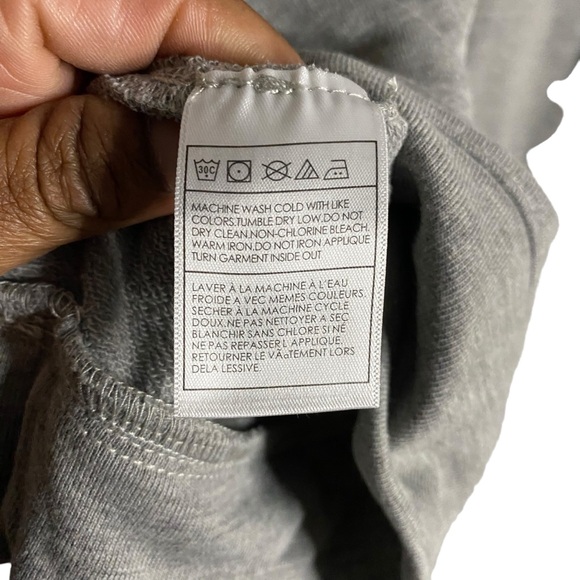 30C
MACHINE WASH COLD WITH LIKE
COLORS.TUMBLE DRY LOW.DO NOT
DRY CLEAN.NON-CHLORINE BLEACH.
WARM IRON.DO NOT IRON APPLIQUE
TURN GARMENT INSIDE OUT
LAVER À LA MACHINE A L'EAU
FROIDE A VEC MEMES COULEURS.
SECHER À LA MACHINE CYCLE
DOUX.NE PAS NETTOYER A SEC
BLANCHIR SANS CHLORE SI NÉ
NE PAS REPASSER L APPLIQUE.
RETOURNER LE VÃoTEMENT LORS
DELA LESSIVE.